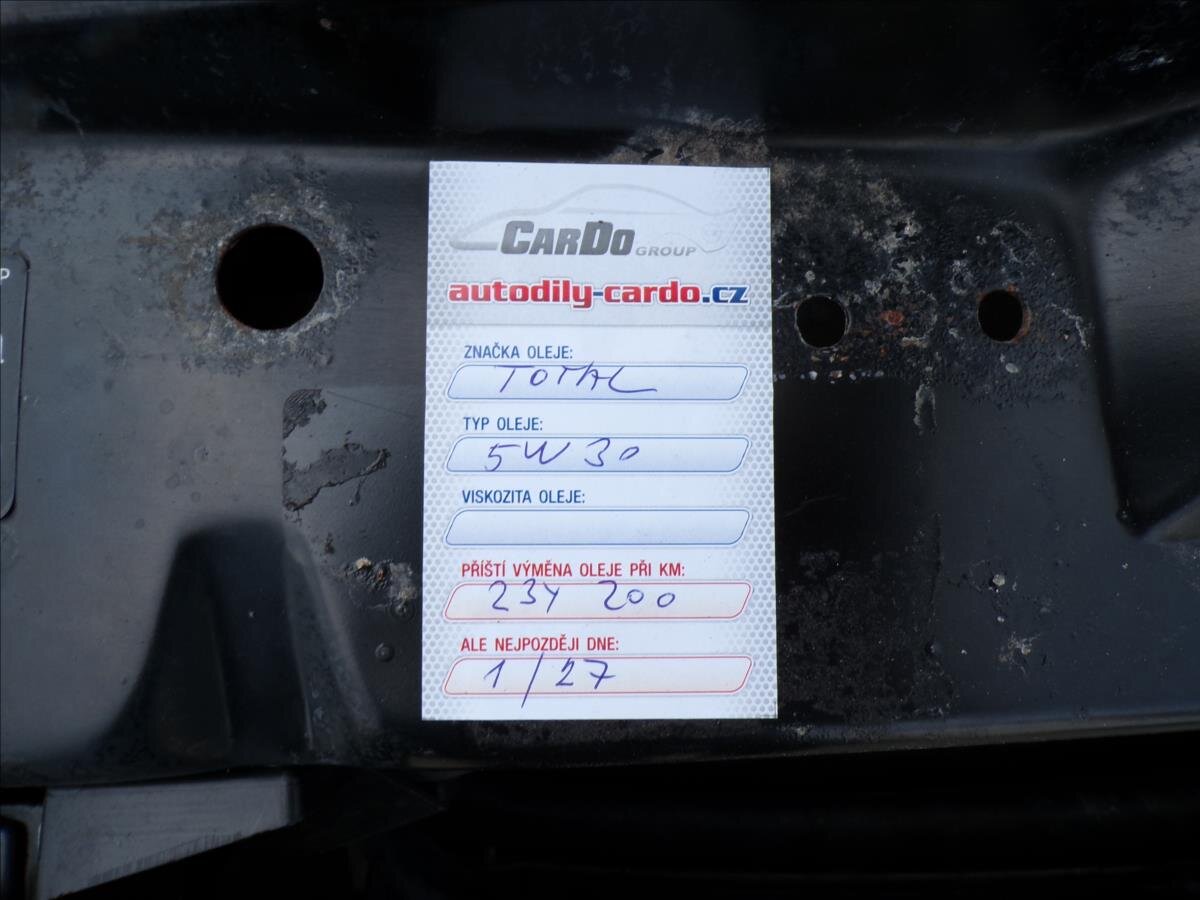 CARDO GROUP
autodily-cardo.cz
ZNAČKA OLEJE:
TOTAL
TYP OLEJE:
5W30
VISKOZITA OLEJE:
PŘÍŠTÍ VÝMĚNA OLEJE PŘI KM:
234 200
ALE NEJPOZDĚJI DNE:
1/27
P